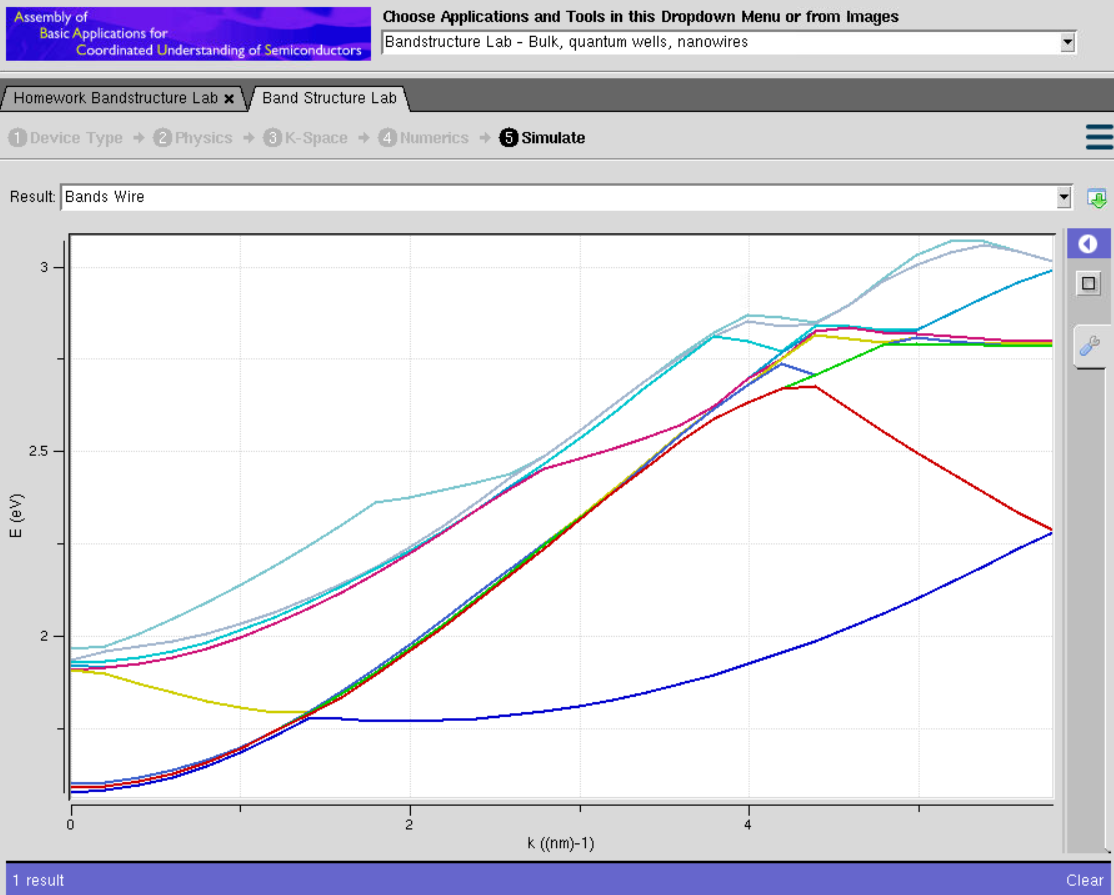 Assembly of
Basic Applications for
Coordinated Understanding of Semiconductors
Choose Applications and Tools in this Dropdown Menu or from Images
Bandstructure Lab - Bulk, quantum wells, nanowires
Homework Bandstructure Lab × Band Structure Lab
1 Device Type → 2 Physics → 3 K-Space → 4 Numerics → 5 Simulate
Result: Bands Wire
3
2.5
2
E (eV)
0 2 4
k ((nm)-1)
1 result Clear